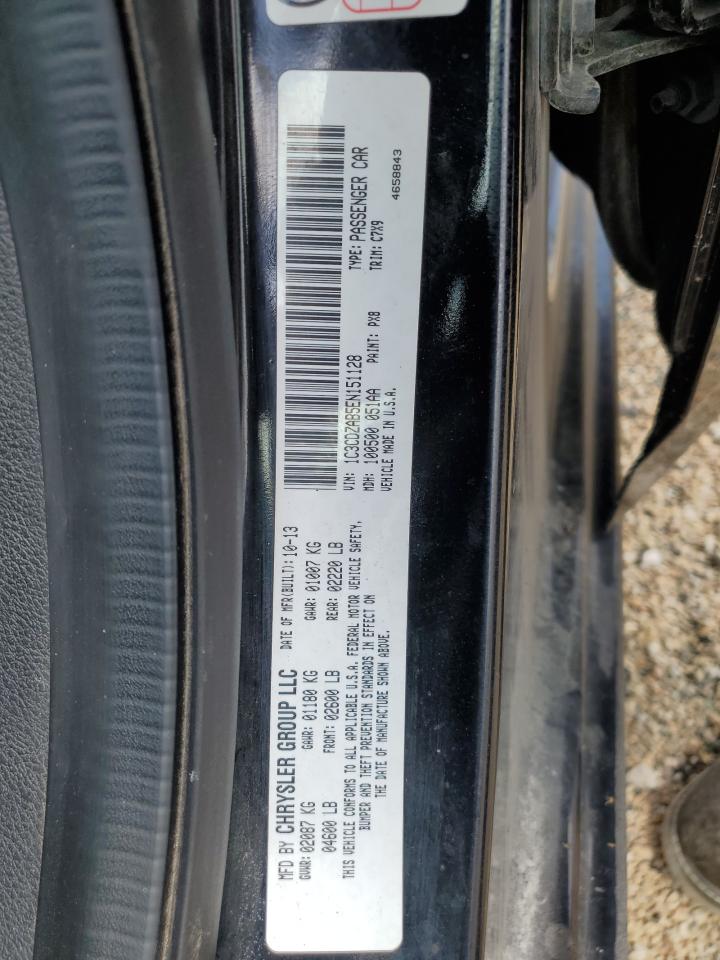 MFD BY CHRYSLER GROUP LLC DATE OF MFR(BUILT): 10-13
GVWR: 02087 KG GAWR: 01180 KG GAWR: 01007 KG
04600 LB FRONT: 02600 LB REAR: 02220 LB
THIS VEHICLE CONFORMS TO ALL APPLICABLE U.S.A. FEDERAL MOTOR VEHICLE SAFETY,
BUMPER AND THEFT PREVENTION STANDARDS IN EFFECT ON
THE DATE OF MANUFACTURE SHOWN ABOVE.
VIN: 1C3CDZAB5EN151128 TYPE: PASSENGER CAR
MDH: 100500 051AA PAINT: PX8 TRIM: C7X9
VEHICLE MADE IN U.S.A.
4658843